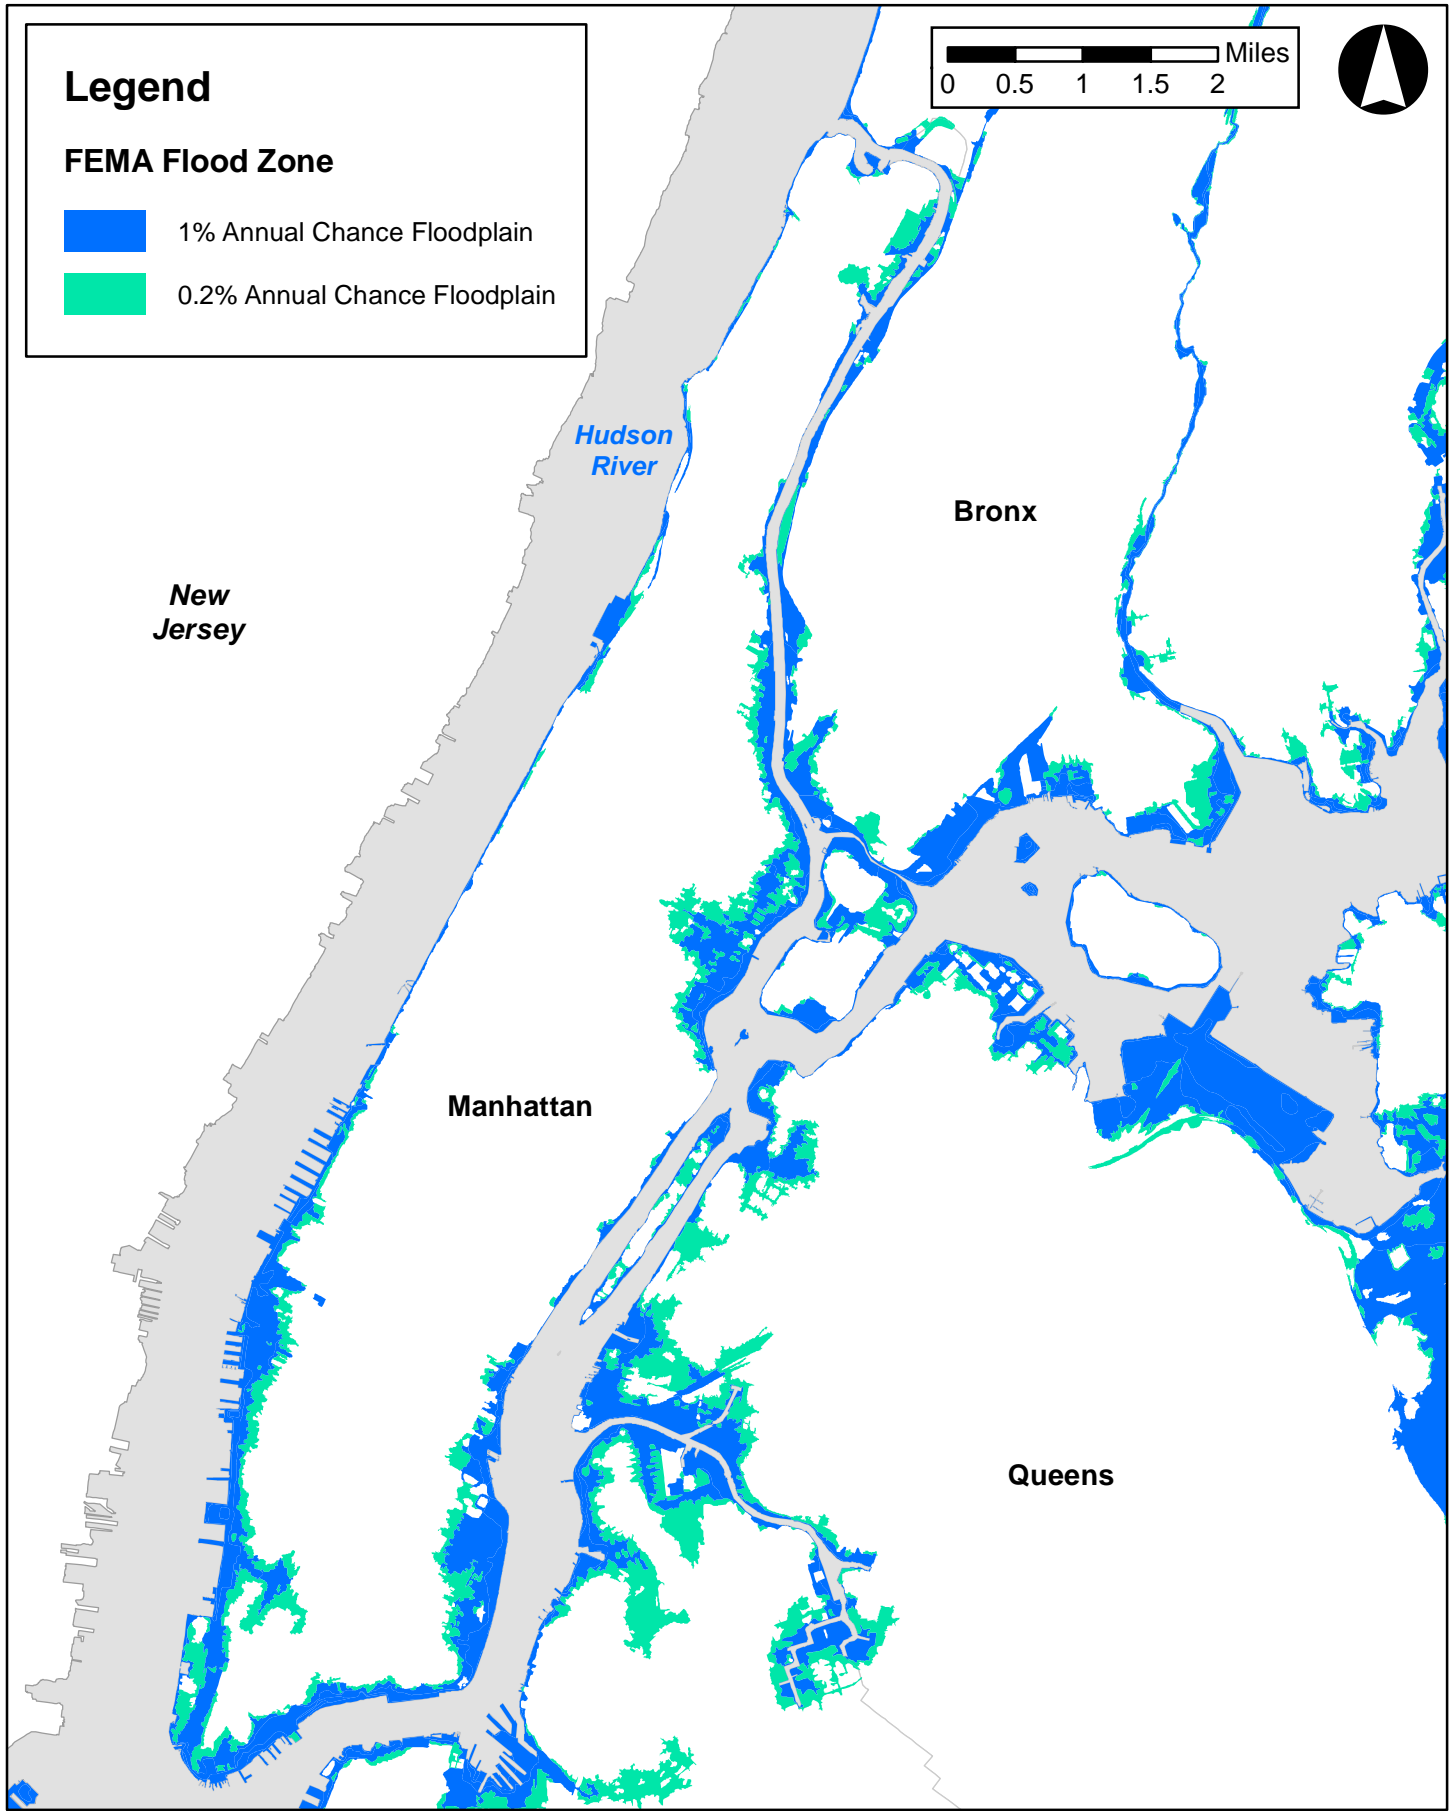 Legend
FEMA Flood Zone
1% Annual Chance Floodplain
0.2% Annual Chance Floodplain
Miles
0 0.5 1 1.5 2
Hudson
River
Bronx
New
Jersey
Manhattan
Queens